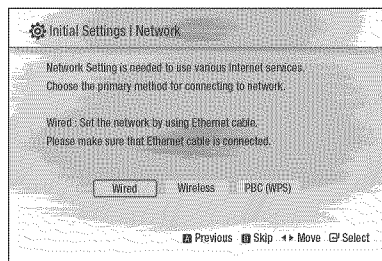 Initial Settings | Network
Network Setting is needed to use various Internet services.
Choose the primary method for connecting to network.
Wired : Set the network by using Ethernet cable.
Please make sure that Ethernet cable is connected.
Wired Wireless PBC (WPS)
Previous Skip Move Select